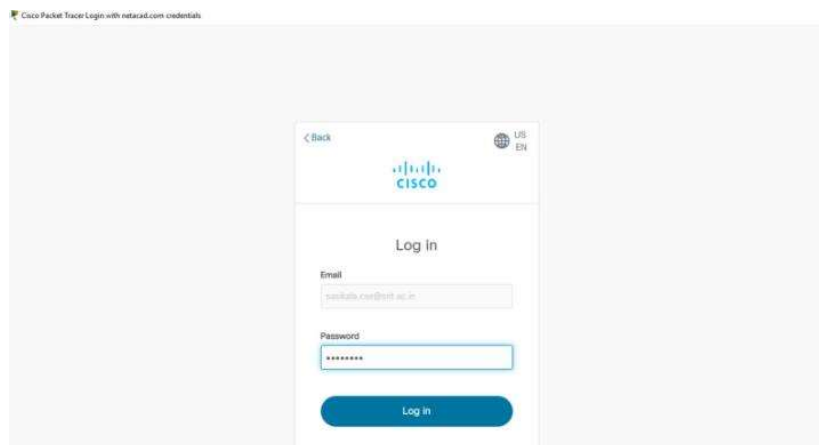 Cisco Packet Tracer Login with netacad.com credentials
< Back
US
EN
CISCO
Log in
Email
Password
••••••••
Log in